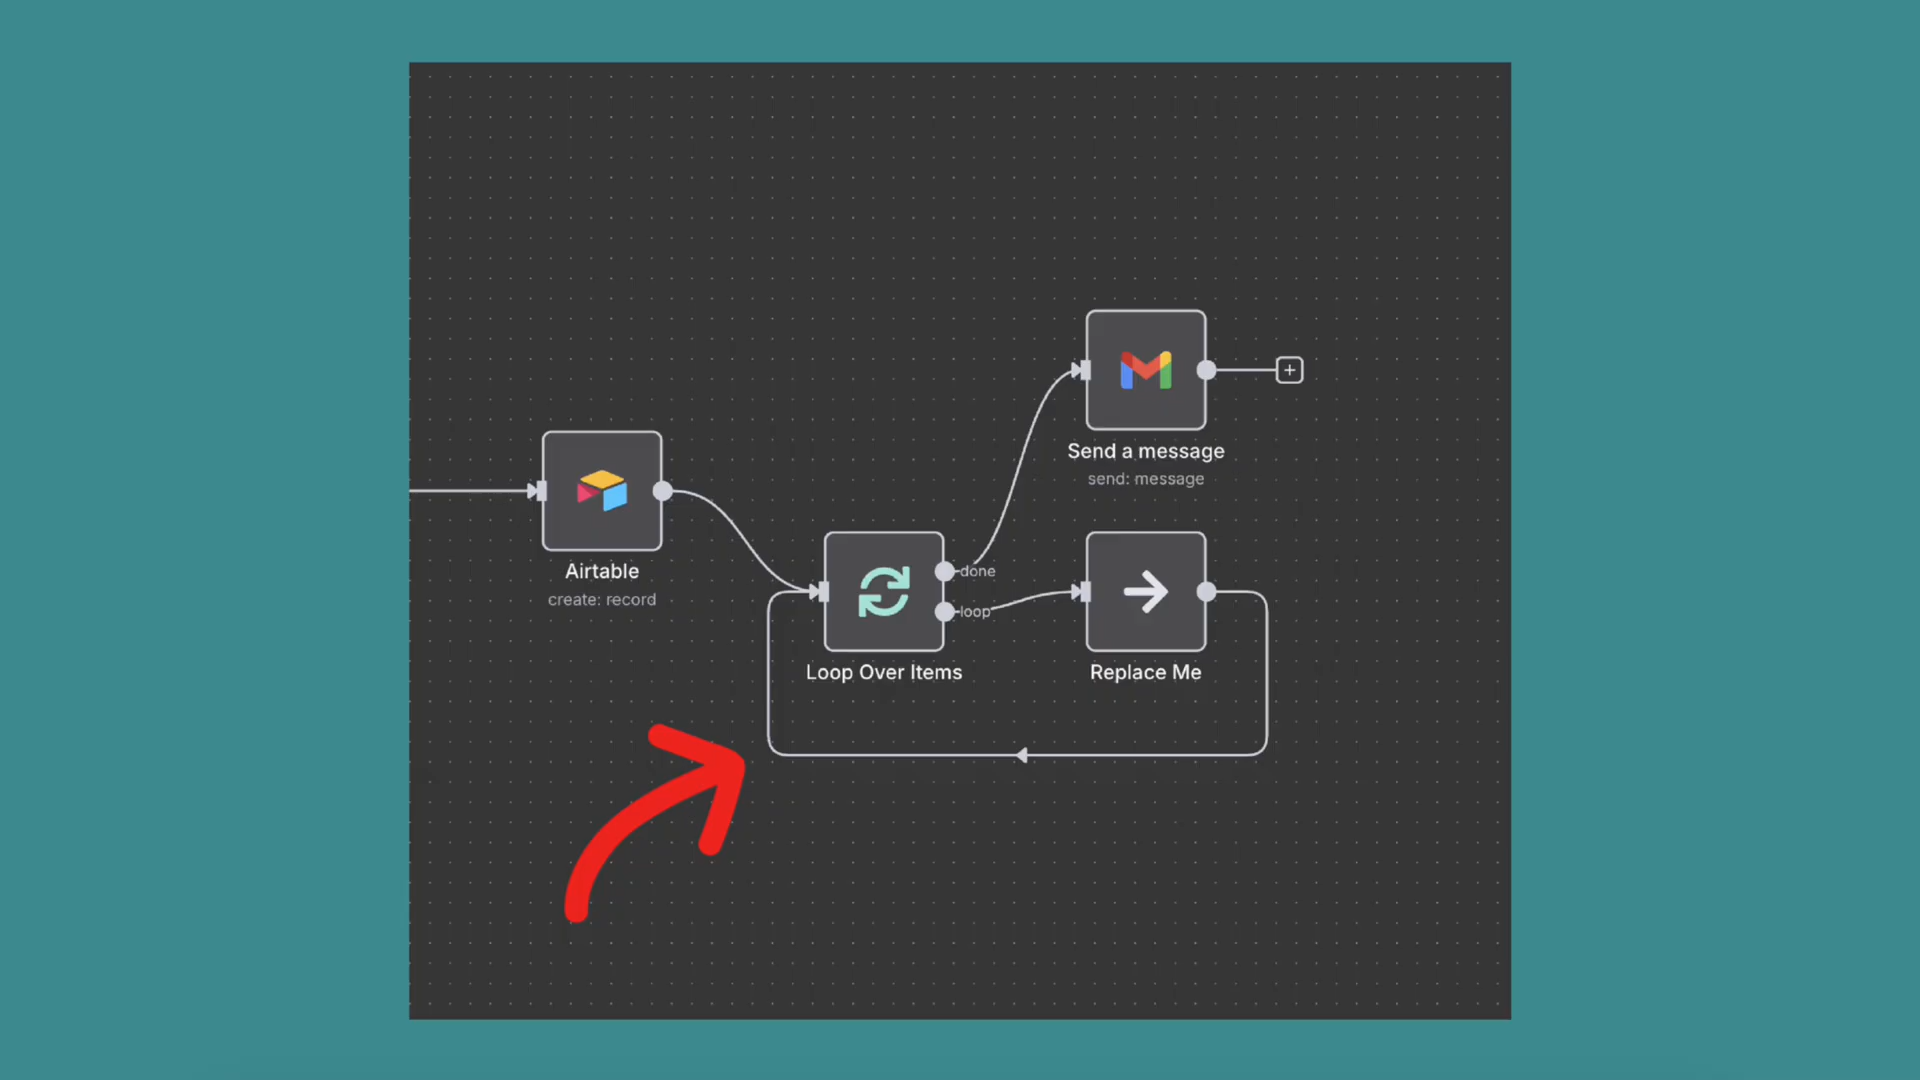 Send a message
send: message
Airtable
create: record
done
loop
Loop Over Items
Replace Me